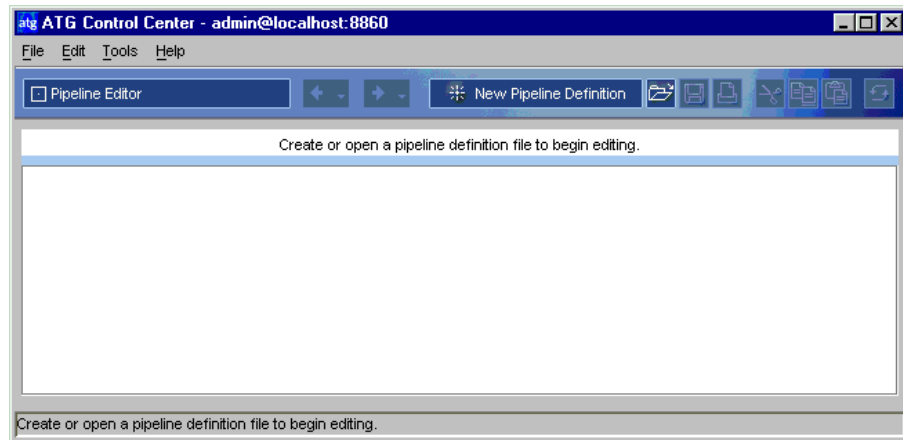 atg ATG Control Center - admin@localhost:8860
File Edit Tools Help
Pipeline Editor New Pipeline Definition
Create or open a pipeline definition file to begin editing.
Create or open a pipeline definition file to begin editing.